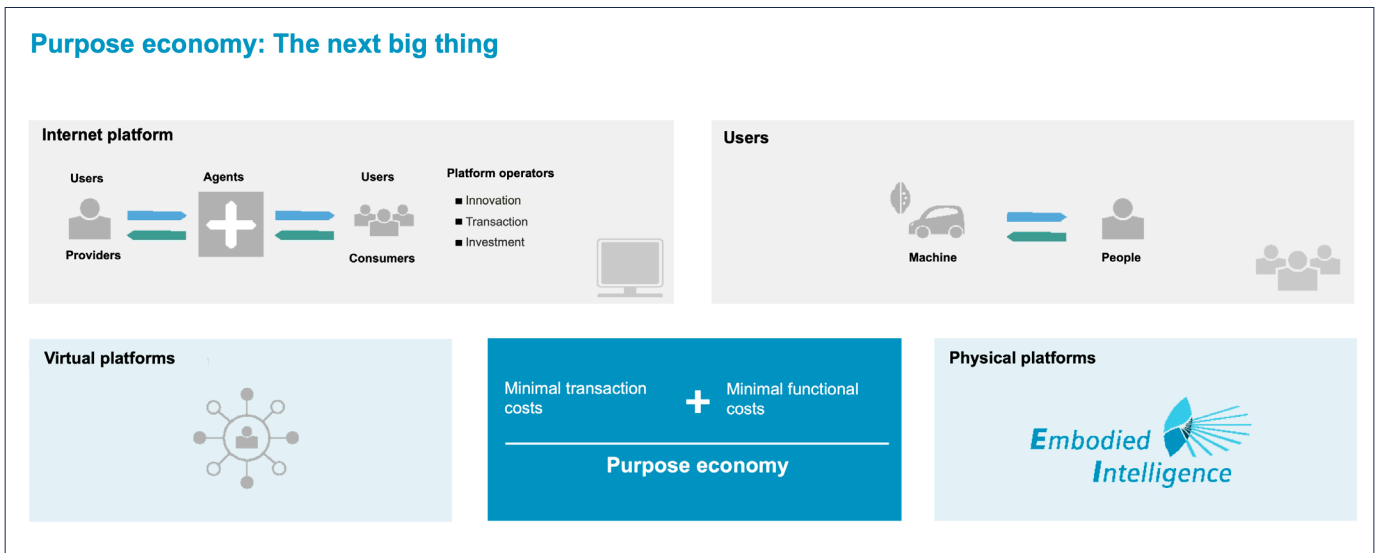 Purpose economy: The next big thing
Internet platform
Users
Agents
Users
Platform operators
Innovation
Transaction
Investment
Providers
Consumers
Users
Machine
People
Virtual platforms
Minimal transaction
costs
+
Minimal functional
costs
Purpose economy
Physical platforms
Embodied
Intelligence